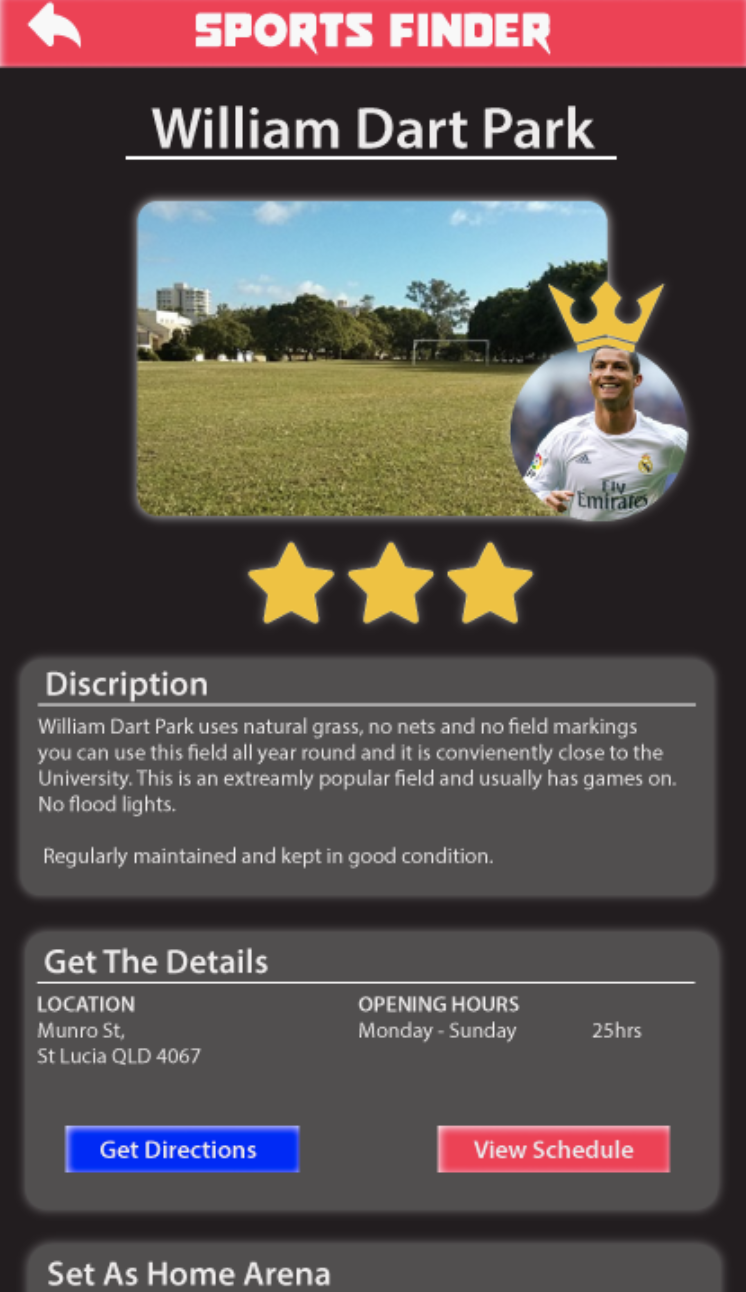 SPORTS FINDER
William Dart Park
Fly
Emirates
Discription
William Dart Park uses natural grass, no nets and no field markings
you can use this field all year round and it is convienently close to the
University. This is an extreamly popular field and usually has games on.
No flood lights.
Regularly maintained and kept in good condition.
Get The Details
LOCATION
Munro St,
St Lucia QLD 4067
OPENING HOURS
Monday - Sunday 25hrs
Get Directions
View Schedule
Set As Home Arena